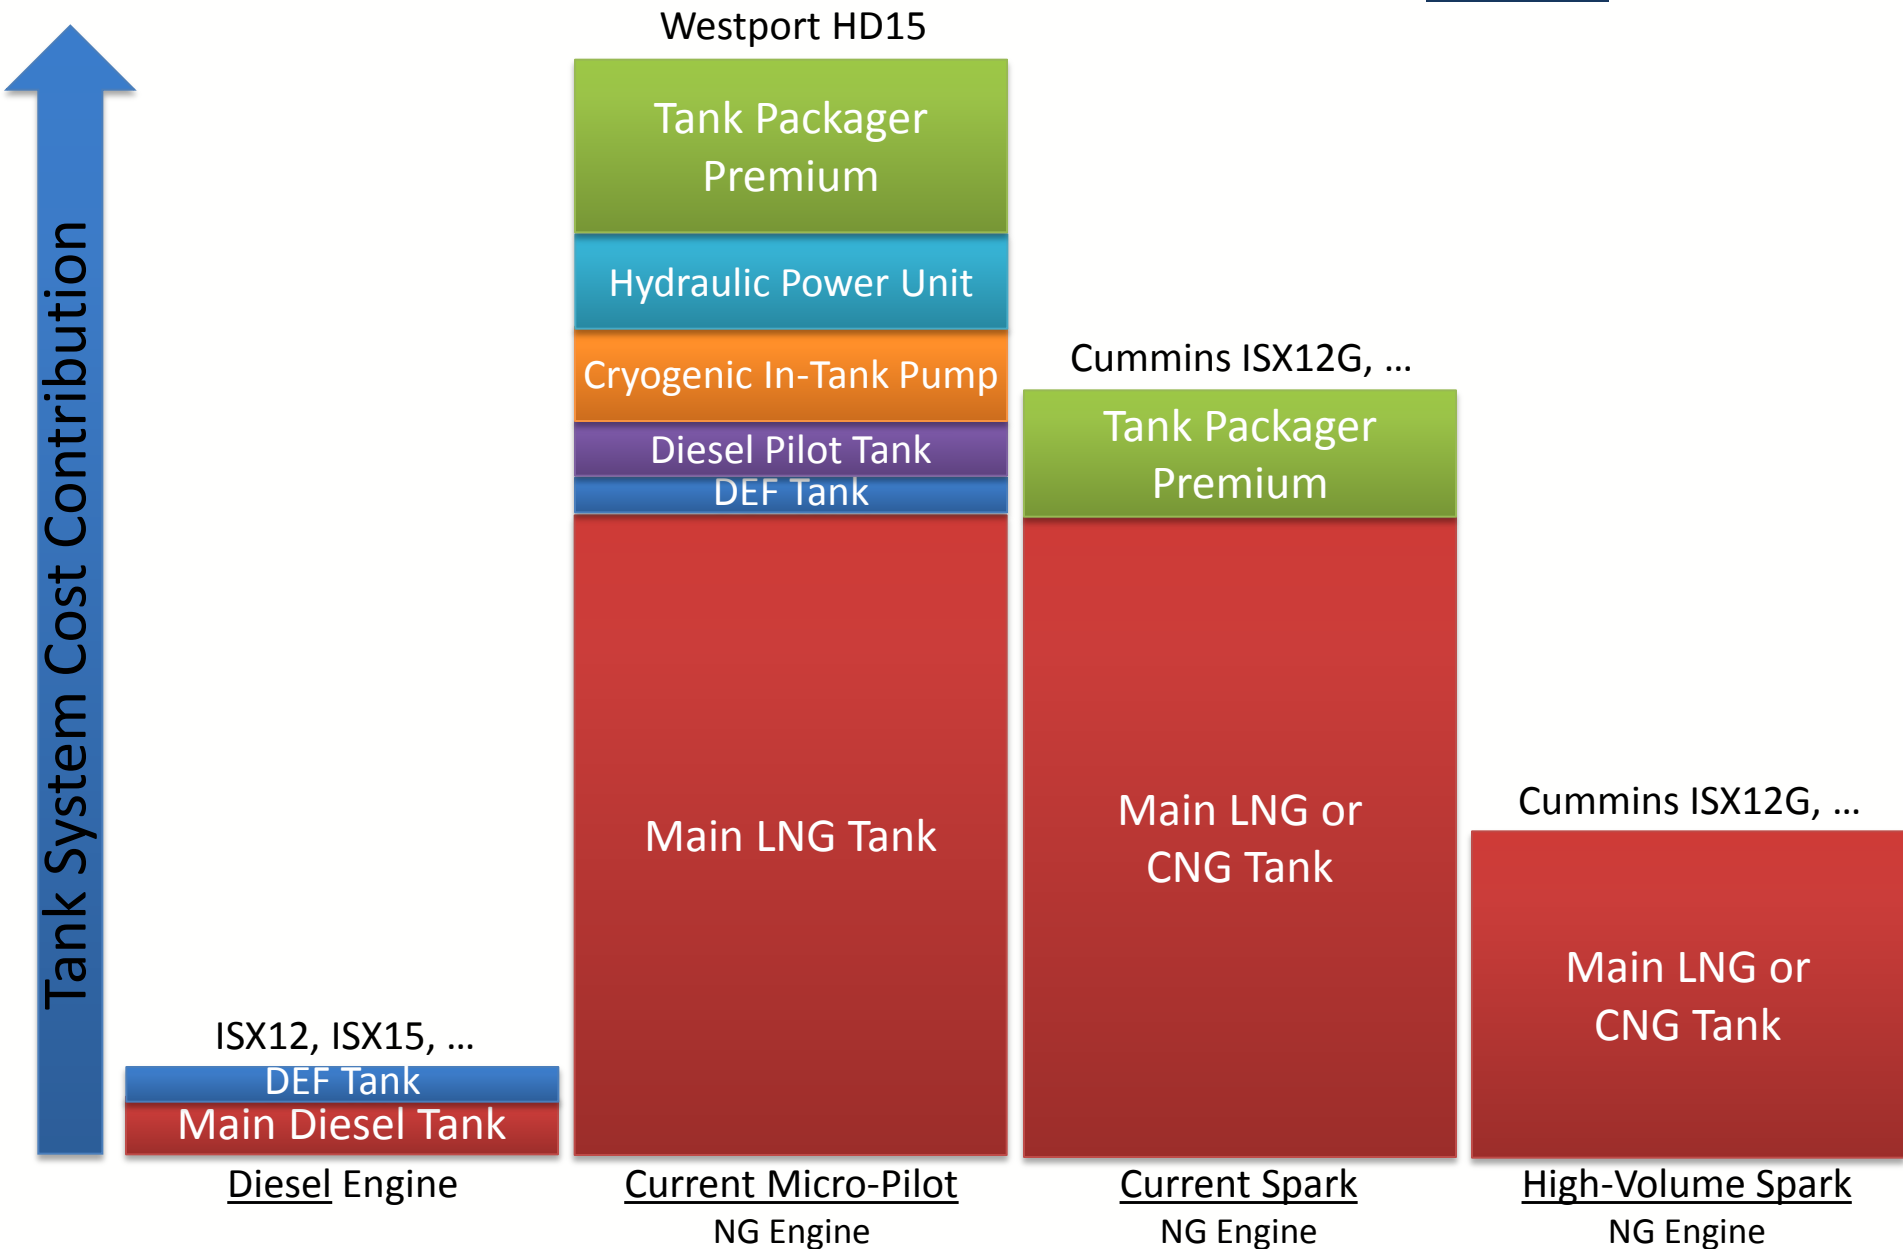 Tank System Cost Contribution
ISX12, ISX15, ...
DEF Tank
Main Diesel Tank
Diesel Engine
Westport HD15
Tank Packager
Premium
Hydraulic Power Unit
Cryogenic In-Tank Pump
Diesel Pilot Tank
DEF Tank
Main LNG Tank
Current Micro-Pilot
NG Engine
Cummins ISX12G, ...
Tank Packager
Premium
Main LNG or
CNG Tank
Current Spark
NG Engine
Cummins ISX12G, ...
Main LNG or
CNG Tank
High-Volume Spark
NG Engine